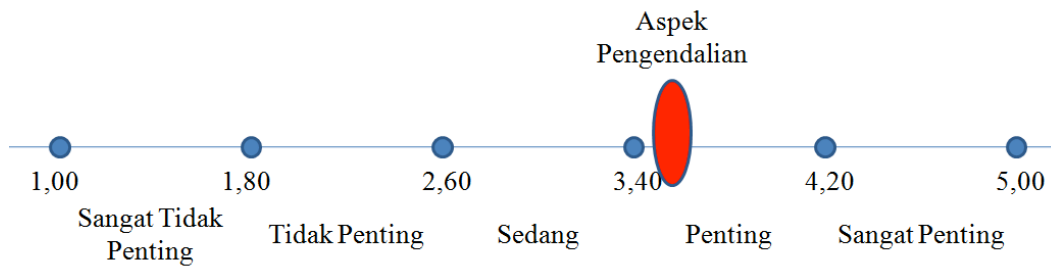 Aspek
Pengendalian
1,00 1,80 2,60 3,40 4,20 5,00
Sangat Tidak
Penting
Tidak Penting
Sedang
Penting
Sangat Penting